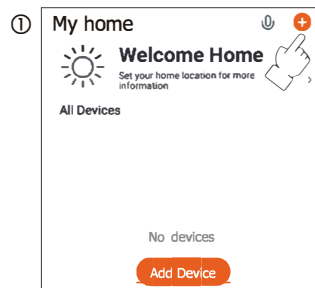 ①
My home
Welcome Home
Set your home location for more
information
All Devices
No devices
Add Device